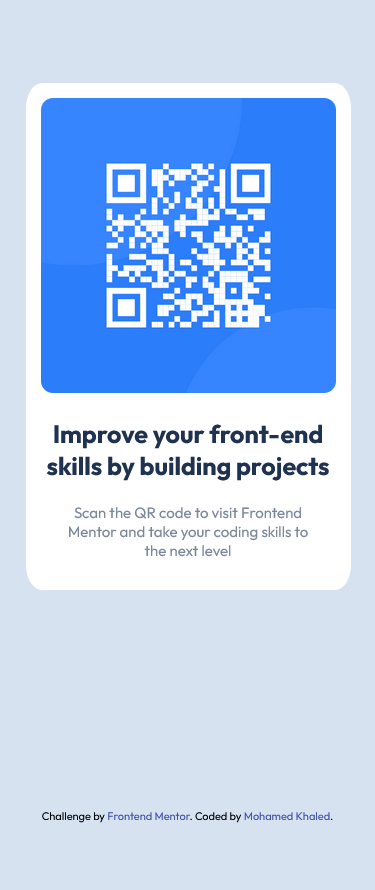 Improve your front-end
skills by building projects
Scan the QR code to visit Frontend
Mentor and take your coding skills to
the next level
Challenge by Frontend Mentor. Coded by Mohamed Khaled.